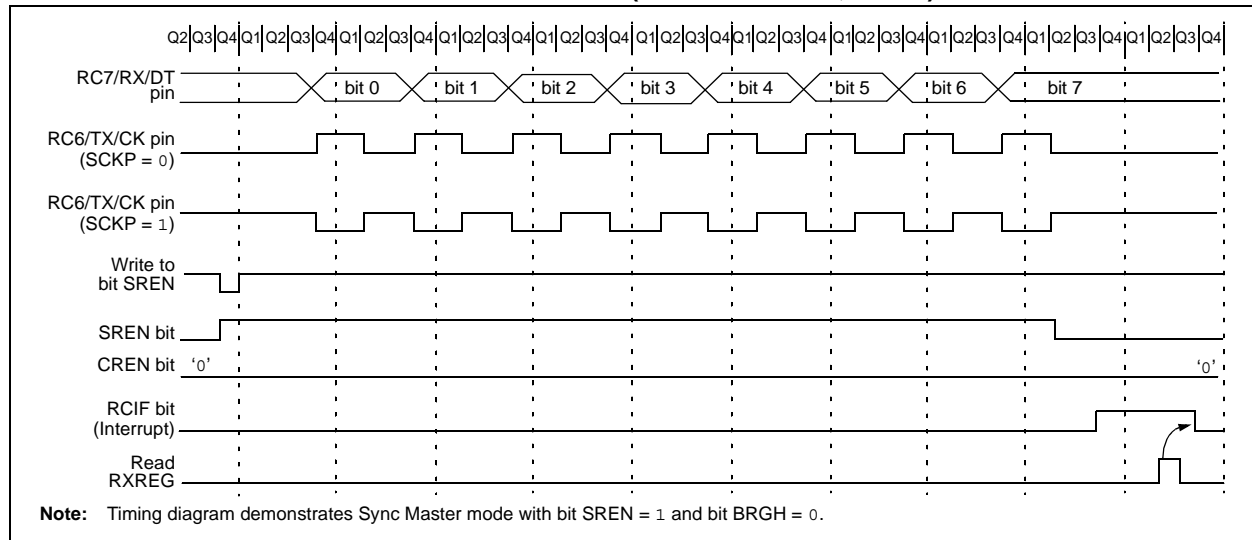 Q2|Q3|Q4|Q1|Q2|Q3|Q4|Q1|Q2|Q3|Q4|Q1|Q2|Q3|Q4|Q1|Q2|Q3|Q4|Q1|Q2|Q3|Q4|Q1|Q2|Q3|Q4|Q1|Q2|Q3|Q4|Q1|Q2|Q3|Q4|Q1|Q2|Q3|Q4|Q1|Q2|Q3|Q4|
RC7/RX/DT
pin
bit 0 bit 1 bit 2 bit 3 bit 4 bit 5 bit 6 bit 7
RC6/TX/CK pin
(SCKP = 0)
RC6/TX/CK pin
(SCKP = 1)
Write to
bit SREN
SREN bit
CREN bit '0' '0'
RCIF bit
(Interrupt)
Read
RXREG
Note: Timing diagram demonstrates Sync Master mode with bit SREN = 1 and bit BRGH = 0.